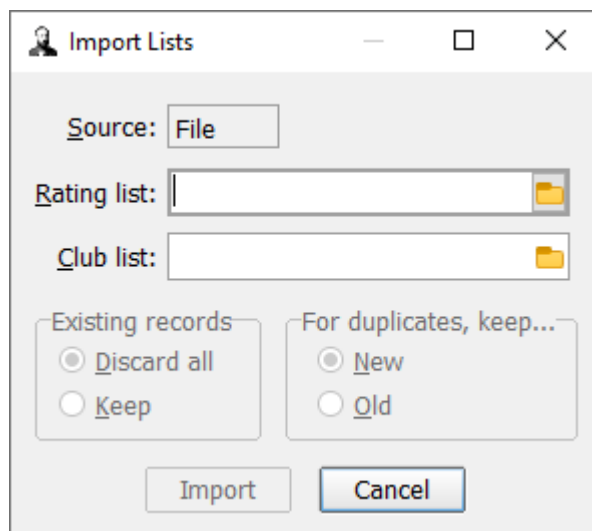 Import Lists
Source: File
Rating list:
Club list:
Existing records
Discard all
Keep
For duplicates, keep...
New
Old
Import Cancel